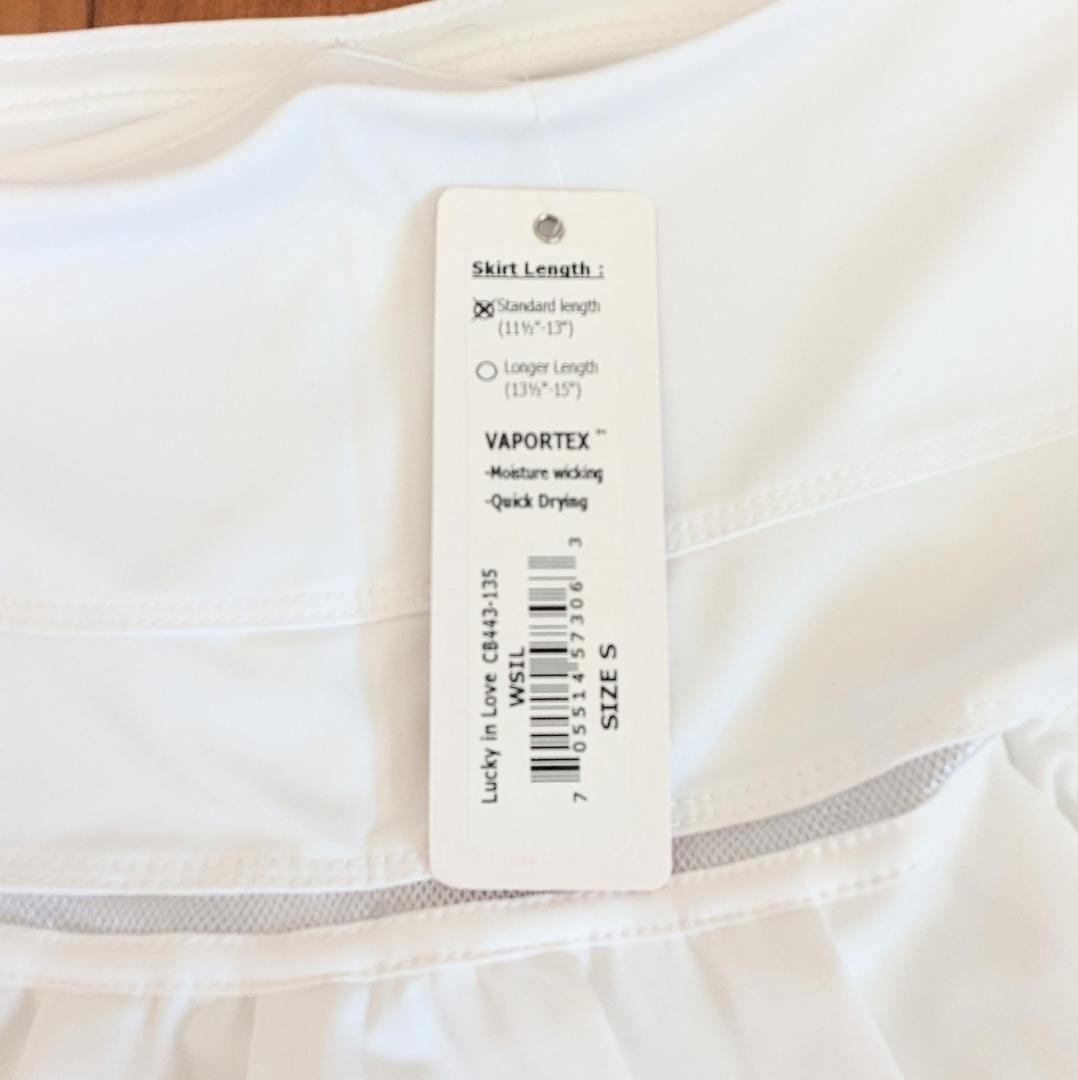 Skirt Length :
Standard length
(11½"-13")
Longer Length
(13½"-15")
VAPORTEX ™
-Moisture wicking
-Quick Drying
Lucky in Love CB443-135
WSIL
7 05514 57306 3
SIZE S